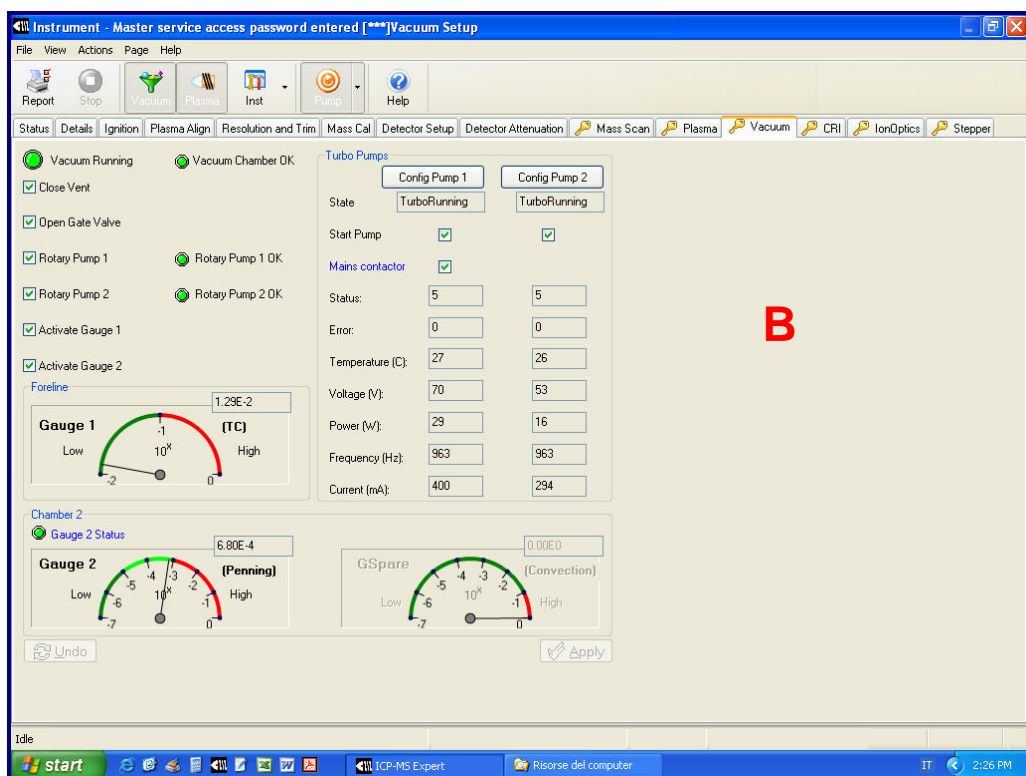 Instrument - Master service access password entered [***]Vacuum Setup
File View Actions Page Help
Report Stop Vacuum Plasma Inst Pump Help
Status Details Ignition Plasma Align Resolution and Trim Mass Cal Detector Setup Detector Attenuation Mass Scan Plasma Vacuum CRI IonOptics Stepper
Vacuum Running Vacuum Chamber OK
Close Vent
Open Gate Valve
Rotary Pump 1 Rotary Pump 1 OK
Rotary Pump 2 Rotary Pump 2 OK
Activate Gauge 1
Activate Gauge 2
Turbo Pumps
Config Pump 1 Config Pump 2
State TurboRunning TurboRunning
Start Pump
Mains contactor
Status: 5 5
Error: 0 0
Temperature (C): 27 26
Voltage (V): 70 53
Power (W): 29 16
Frequency (Hz): 963 963
Current (mA): 400 294
B
Foreline
1.29E-2
Gauge 1 (TC)
Low 10x High
-2 -1 0
Chamber 2
Gauge 2 Status
6.80E-4
Gauge 2 (Penning)
Low 10x High
-7 -6 -5 -4 -3 -2 -1 0
0.00E0
GSpare (Convection)
Low 10x High
-7 -6 -5 -4 -3 -2 -1 0
Undo Apply
Idle
start ICP-MS Expert Risorse del computer IT 2:26 PM